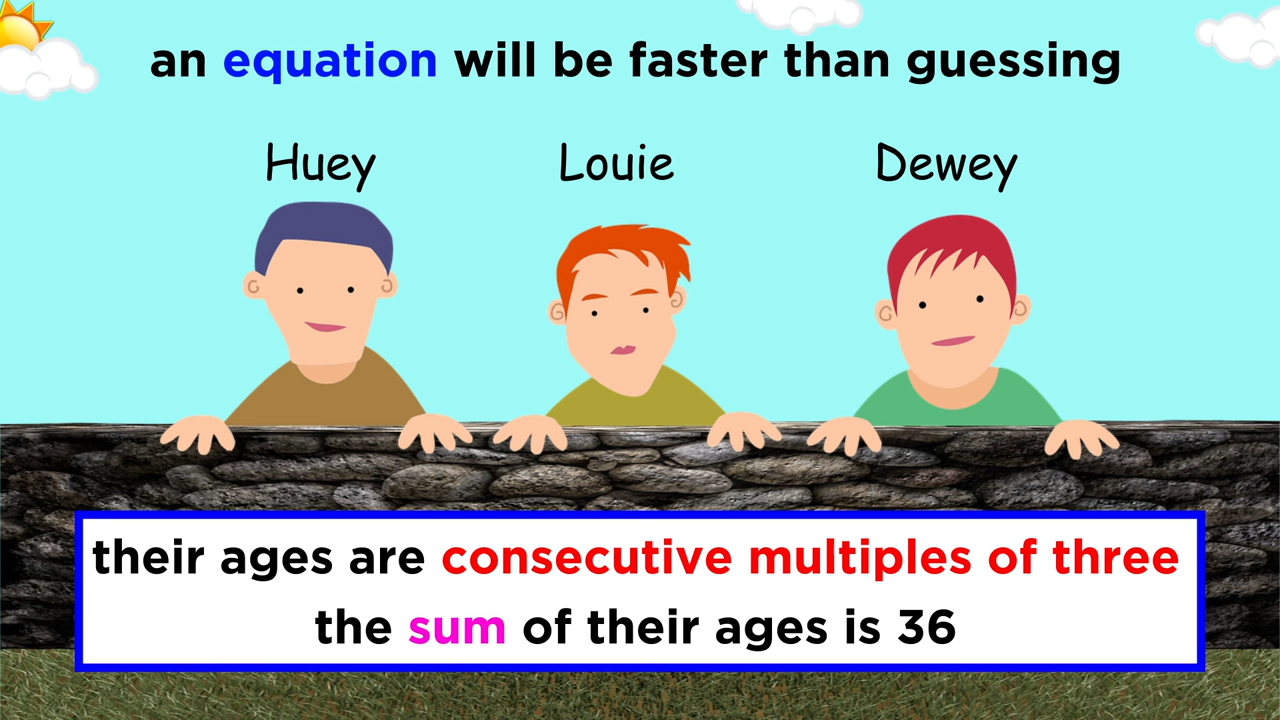 an equation will be faster than guessing
Huey Louie Dewey
their ages are consecutive multiples of three
the sum of their ages is 36